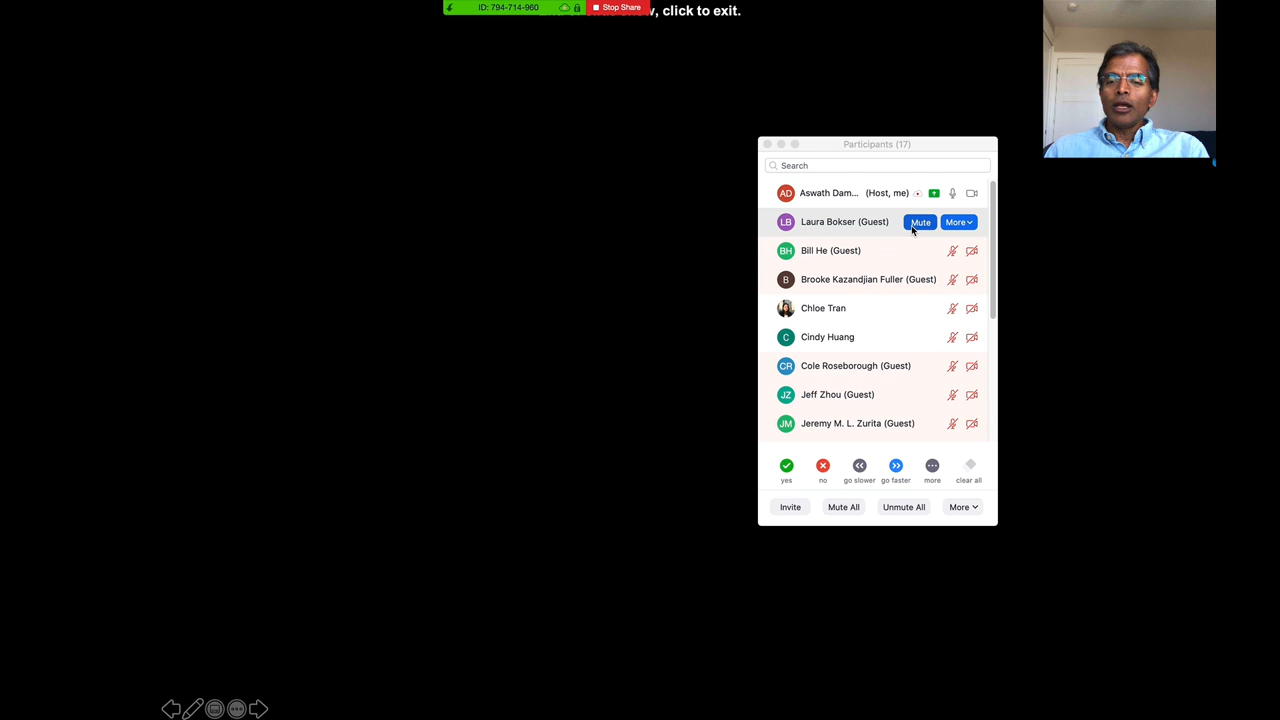 ID: 794-714-960
Stop Share
, click to exit.
Participants (17)
Search
AD Aswath Dam... (Host, me)
LB Laura Bokser (Guest) Mute More
BH Bill He (Guest)
B Brooke Kazandjian Fuller (Guest)
Chloe Tran
C Cindy Huang
CR Cole Roseborough (Guest)
JZ Jeff Zhou (Guest)
JM Jeremy M. L. Zurita (Guest)
yes no go slower go faster more clear all
Invite Mute All Unmute All More